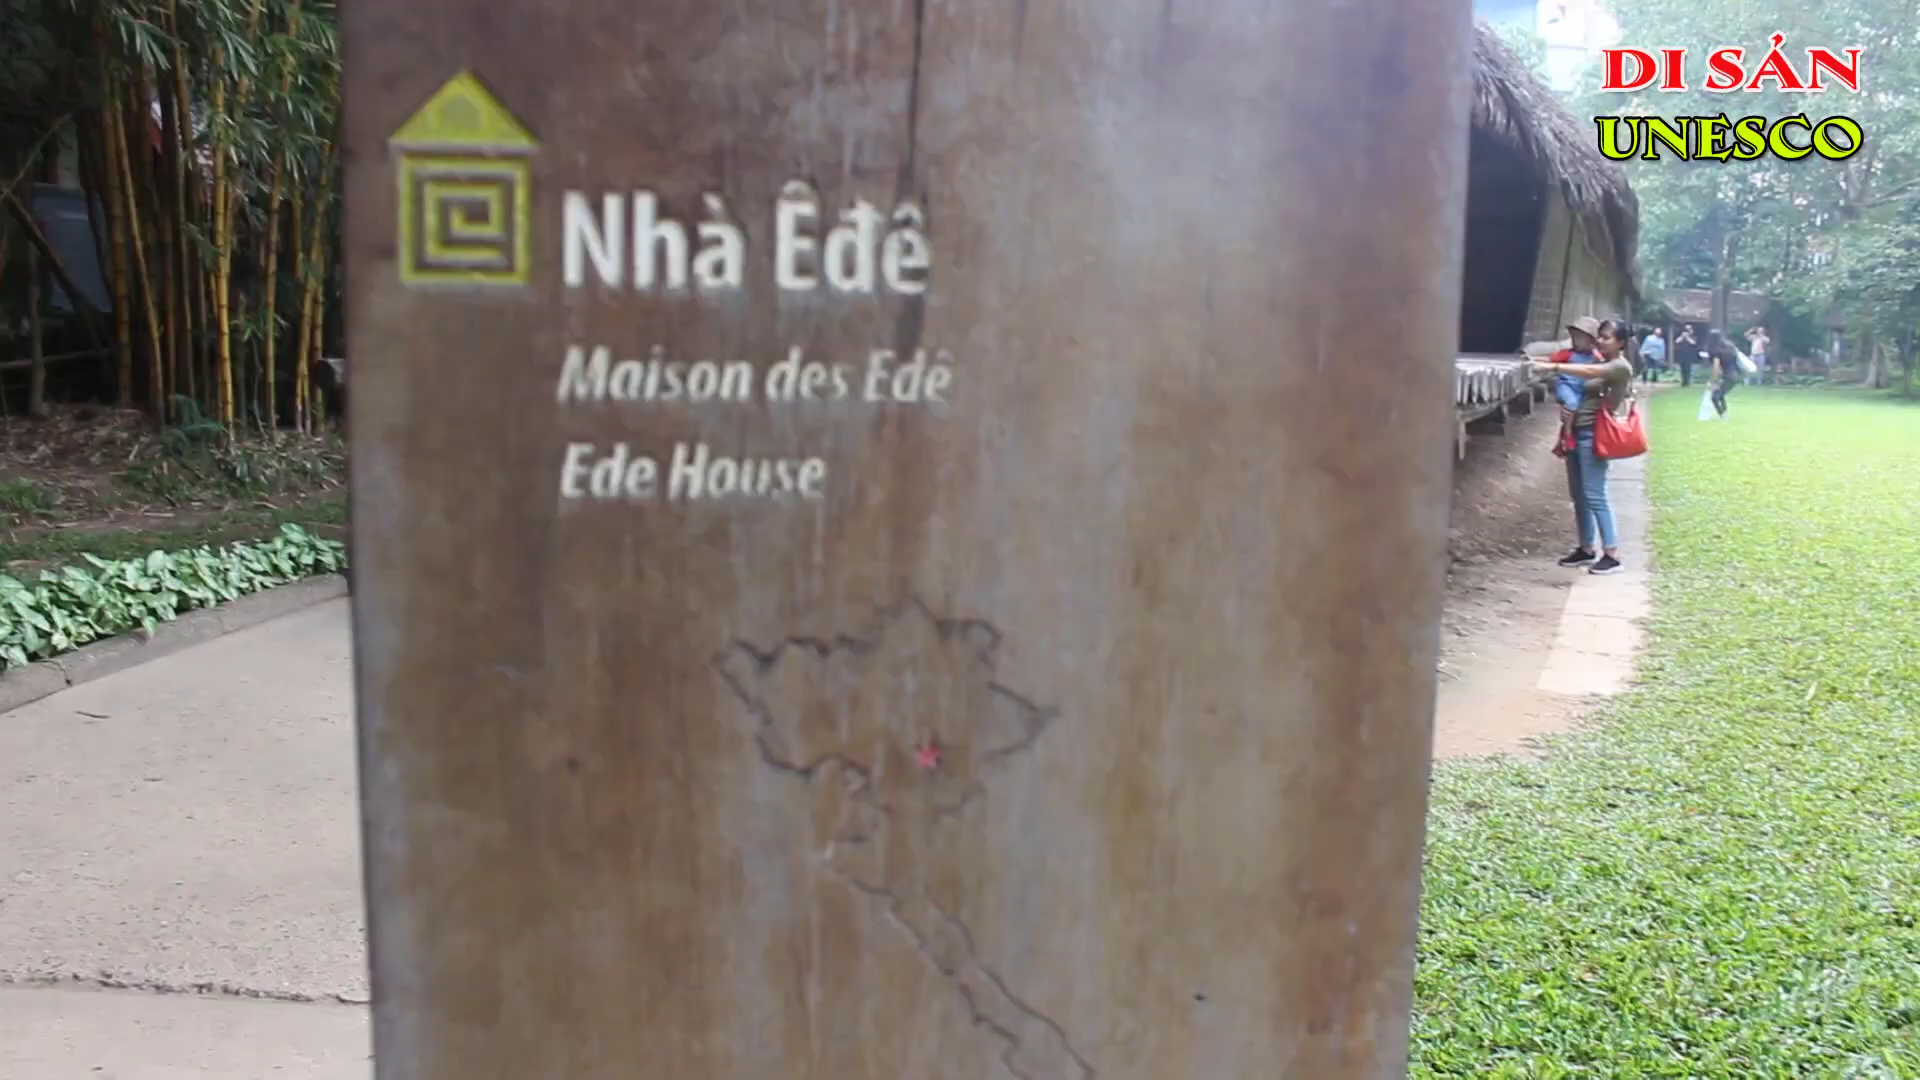 Nhà Êđê
Maison des Edê
Ede House
DI SẢN
UNESCO